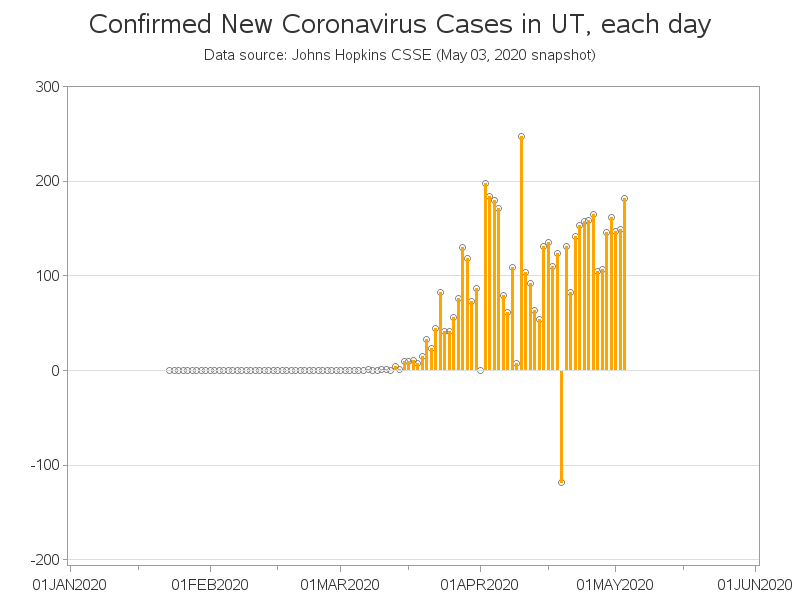 Confirmed New Coronavirus Cases in UT, each day
Data source: Johns Hopkins CSSE (May 03, 2020 snapshot)
300
200
100
0
-100
-200
01JAN2020 01FEB2020 01MAR2020 01APR2020 01MAY2020 01JUN2020